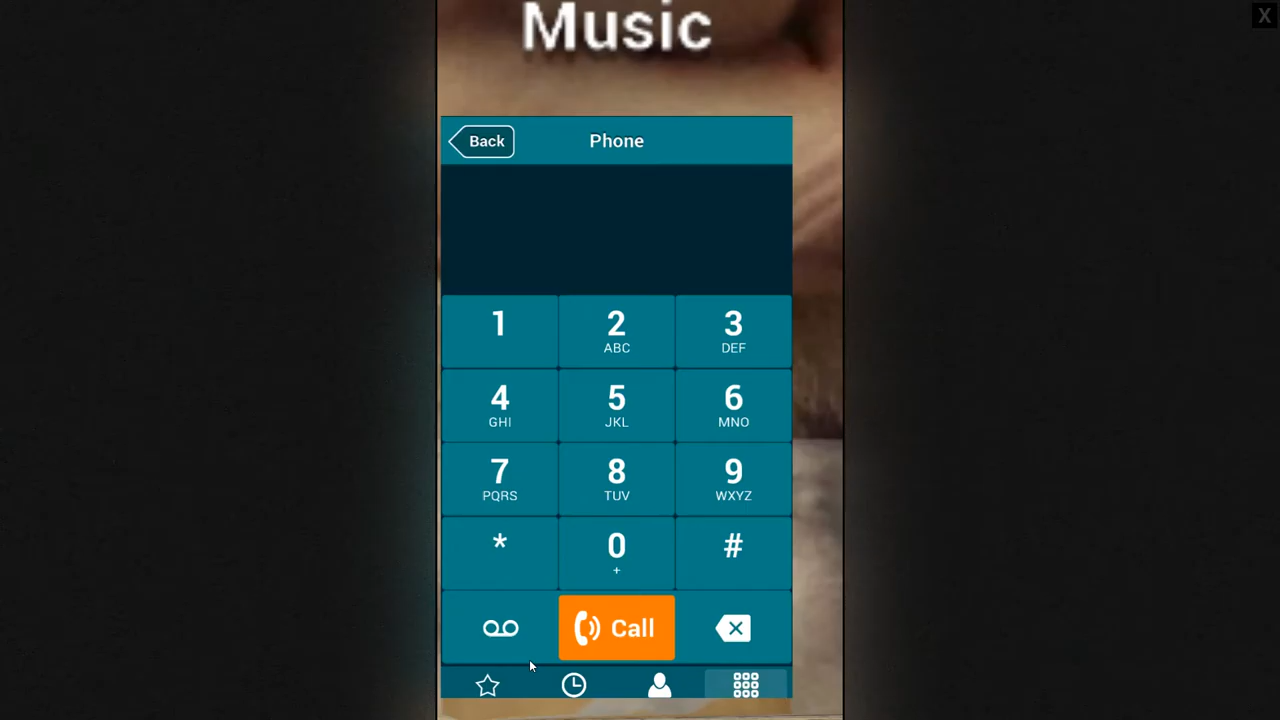 X
Music
Back
Phone
1
2
3
ABC
DEF
4
5
6
GHI
JKL
MNO
7
8
9
PQRS
TUV
WXYZ
*
0
#
+
Call